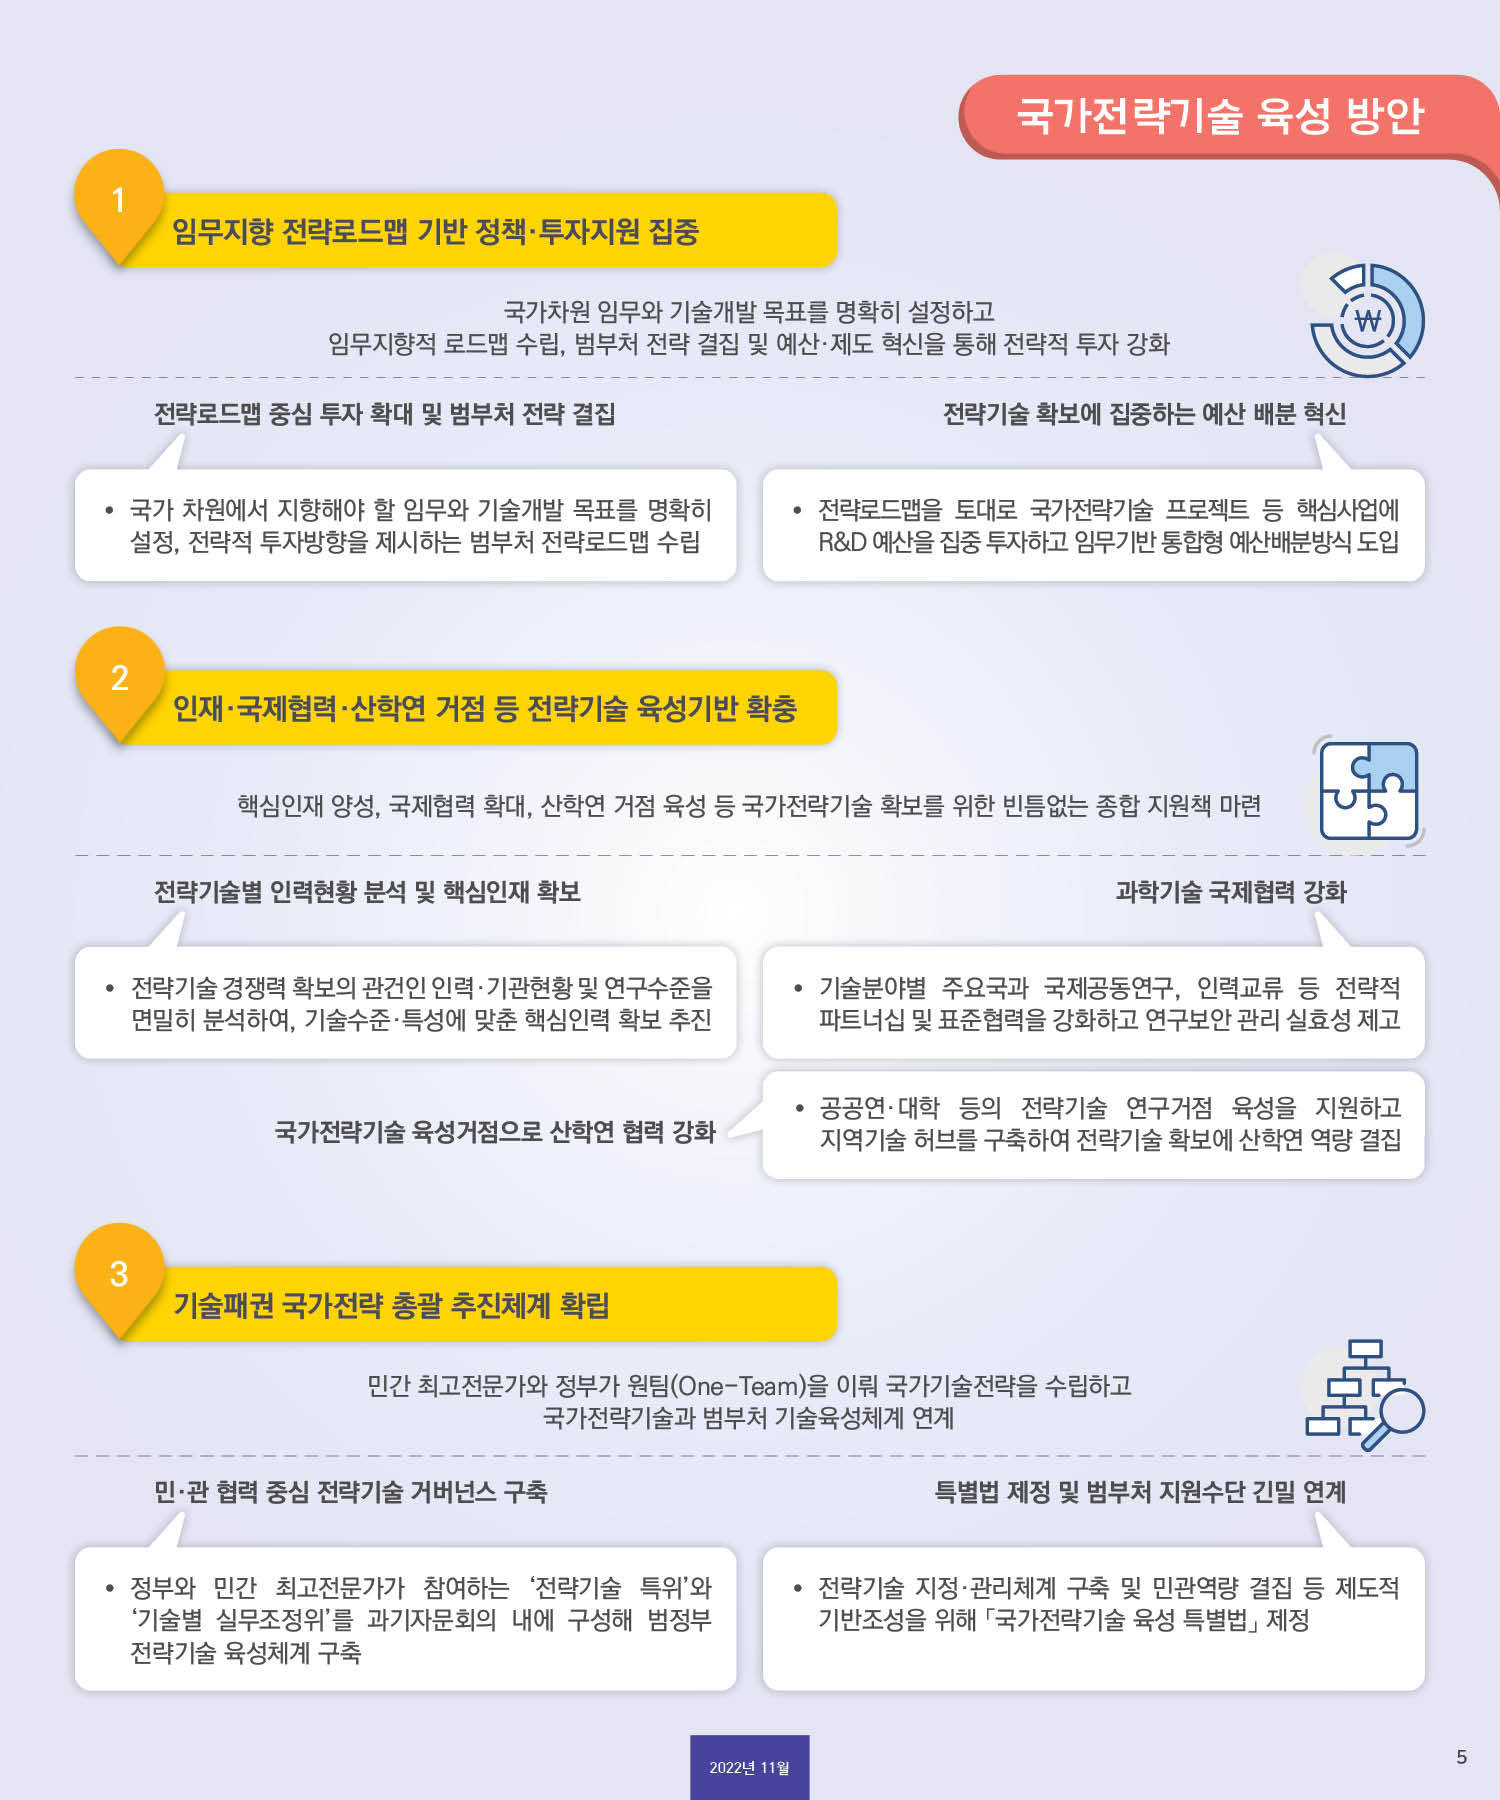 국가전략기술 육성 방안
1
임무지향 전략로드맵 기반 정책·투자지원 집중
국가차원 임무와 기술개발 목표를 명확히 설정하고
임무지향적 로드맵 수립, 범부처 전략 결집 및 예산·제도 혁신을 통해 전략적 투자 강화
₩
전략로드맵 중심 투자 확대 및 범부처 전략 결집
• 국가 차원에서 지향해야 할 임무와 기술개발 목표를 명확히
설정, 전략적 투자방향을 제시하는 범부처 전략로드맵 수립
전략기술 확보에 집중하는 예산 배분 혁신
• 전략로드맵을 토대로 국가전략기술 프로젝트 등 핵심사업에
R&D 예산을 집중 투자하고 임무기반 통합형 예산배분방식 도입
2
인재·국제협력·산학연 거점 등 전략기술 육성기반 확충
핵심인재 양성, 국제협력 확대, 산학연 거점 육성 등 국가전략기술 확보를 위한 빈틈없는 종합 지원책 마련
전략기술별 인력현황 분석 및 핵심인재 확보
• 전략기술 경쟁력 확보의 관건인 인력·기관현황 및 연구수준을
면밀히 분석하여, 기술수준·특성에 맞춘 핵심인력 확보 추진
과학기술 국제협력 강화
• 기술분야별 주요국과 국제공동연구, 인력교류 등 전략적
파트너십 및 표준협력을 강화하고 연구보안 관리 실효성 제고
국가전략기술 육성거점으로 산학연 협력 강화
• 공공연·대학 등의 전략기술 연구거점 육성을 지원하고
지역기술 허브를 구축하여 전략기술 확보에 산학연 역량 결집
3
기술패권 국가전략 총괄 추진체계 확립
민간 최고전문가와 정부가 원팀(One-Team)을 이뤄 국가기술전략을 수립하고
국가전략기술과 범부처 기술육성체계 연계
민·관 협력 중심 전략기술 거버넌스 구축
• 정부와 민간 최고전문가가 참여하는 ‘전략기술 특위’와
‘기술별 실무조정위’를 과기자문회의 내에 구성해 범정부
전략기술 육성체계 구축
특별법 제정 및 범부처 지원수단 긴밀 연계
• 전략기술 지정·관리체계 구축 및 민관역량 결집 등 제도적
기반조성을 위해 「국가전략기술 육성 특별법」 제정
2022년 11월
5